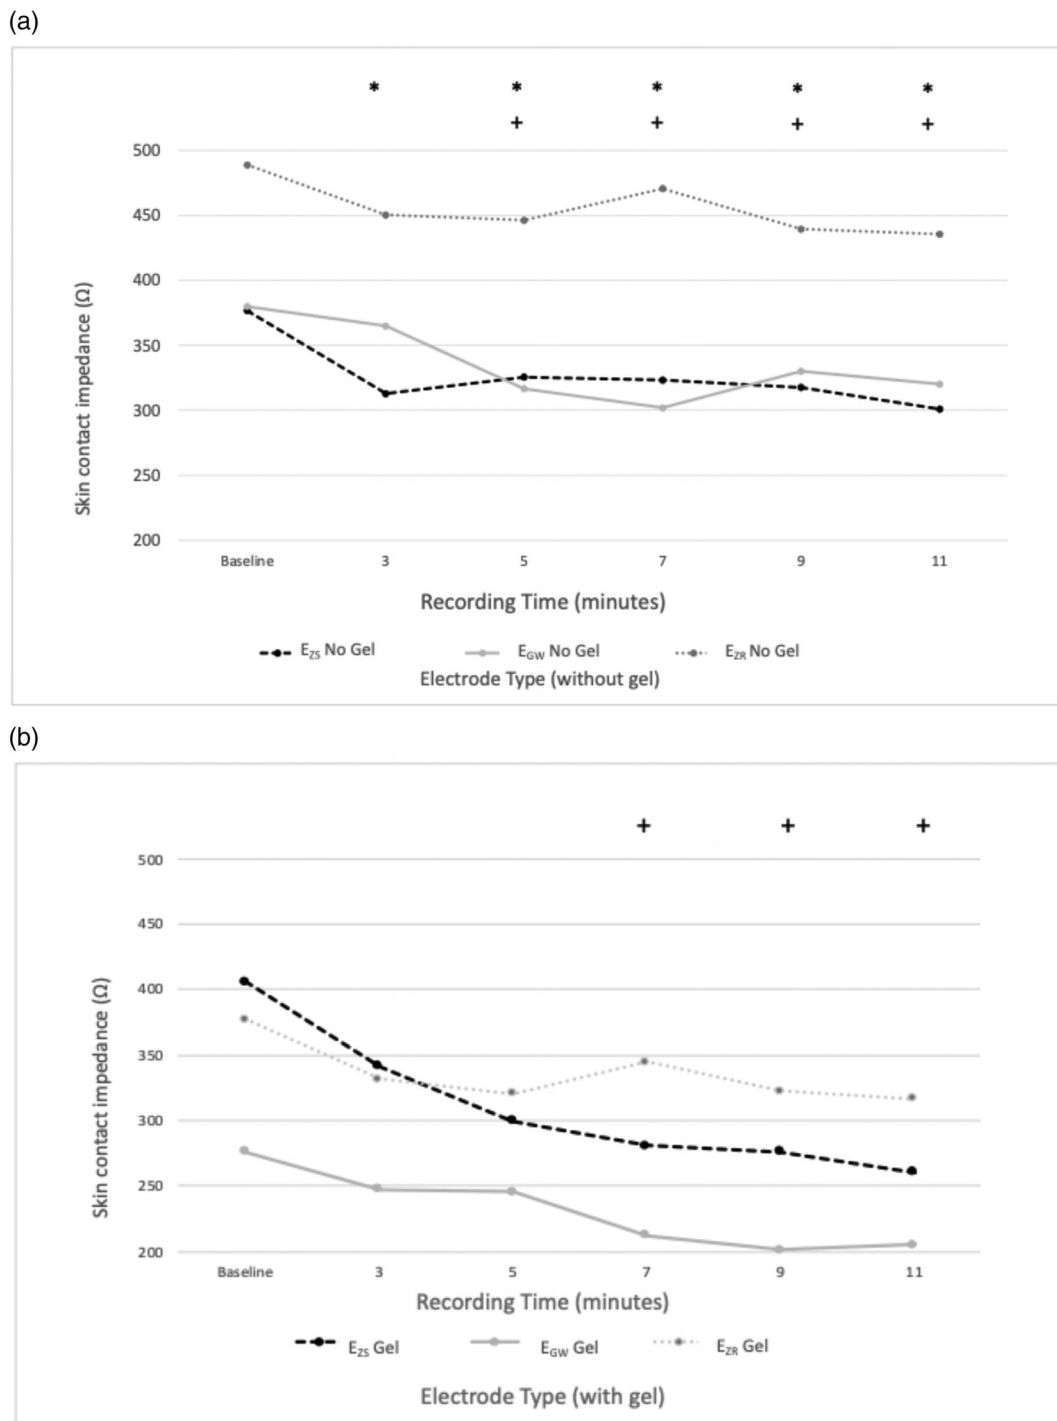 (a)
* * * * *
+ + + +
500
450
400
350
300
250
200
Skin contact impedance (Ω)
Baseline 3 5 7 9 11
Recording Time (minutes)
EZS No Gel EGW No Gel EZR No Gel
Electrode Type (without gel)
(b)
+ + +
500
450
400
350
300
250
200
Skin contact impedance (Ω)
Baseline 3 5 7 9 11
Recording Time (minutes)
EZS Gel EGW Gel EZR Gel
Electrode Type (with gel)